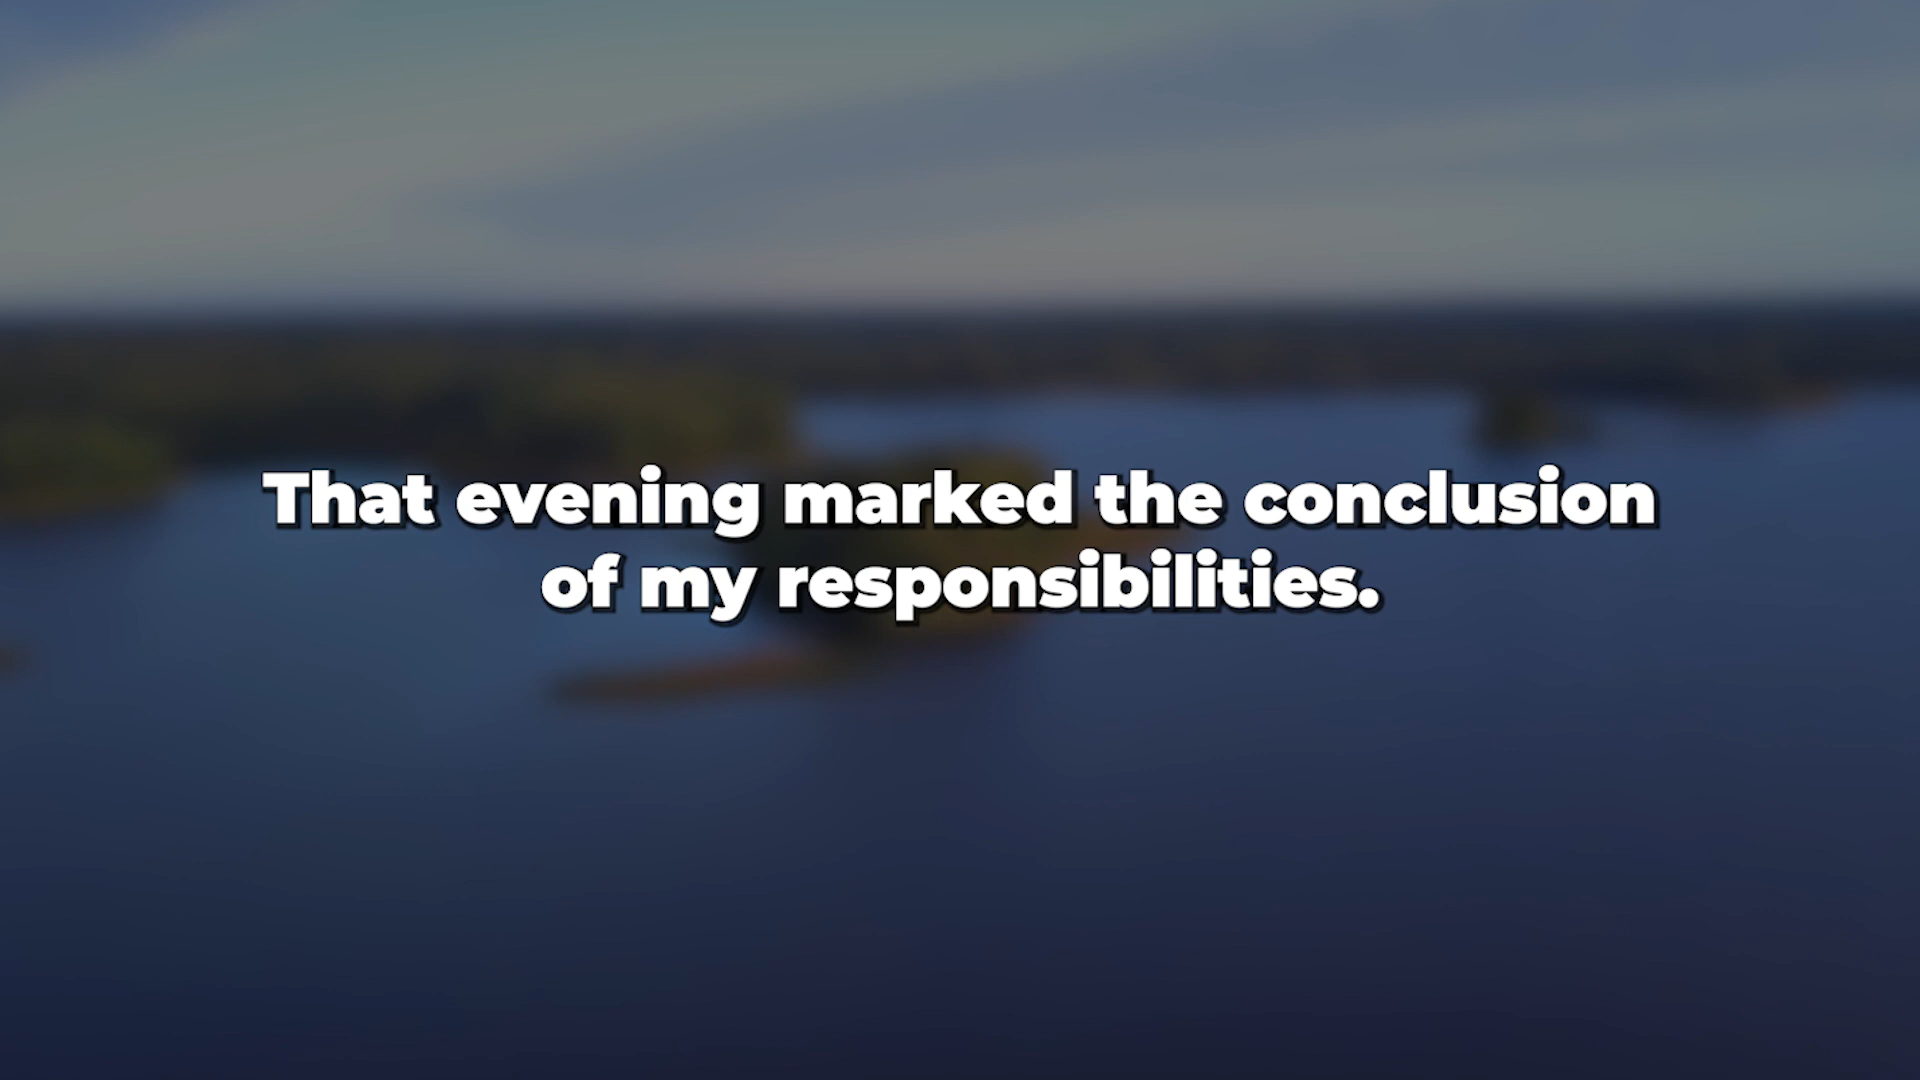 That evening marked the conclusion
of my responsibilities.